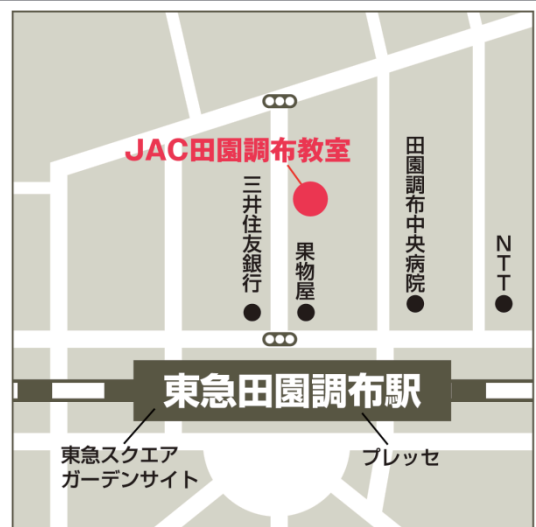 JAC田園調布教室
三井住友銀行
果物屋
田園調布中央病院
NTT
東急田園調布駅
東急スクエア
ガーデンサイト
プレッセ